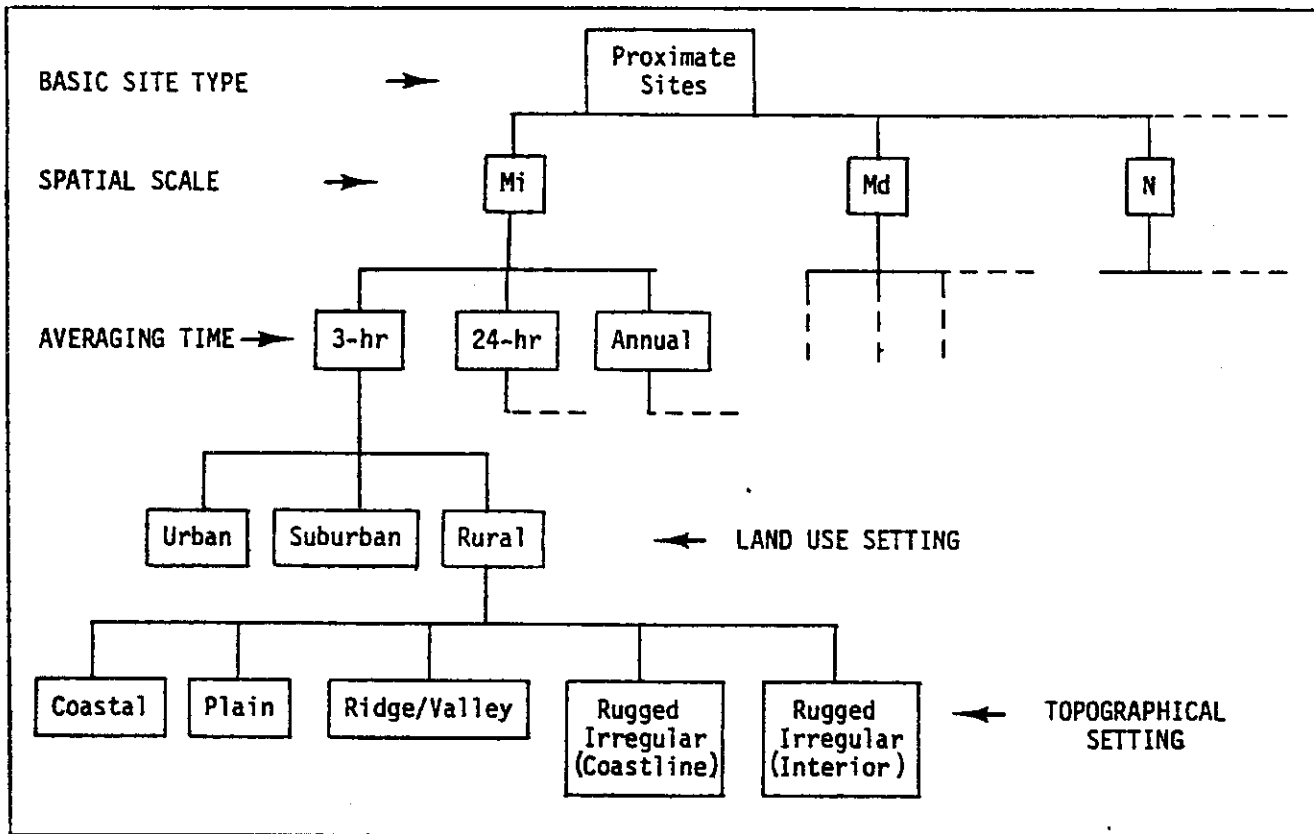 Proximate
Sites
BASIC SITE TYPE
SPATIAL SCALE
Mi
Md
N
AVERAGING TIME
3-hr
24-hr
Annual
Urban
Suburban
Rural
LAND USE SETTING
Coastal
Plain
Ridge/Valley
Rugged
Irregular
(Coastline)
Rugged
Irregular
(Interior)
TOPOGRAPHICAL
SETTING